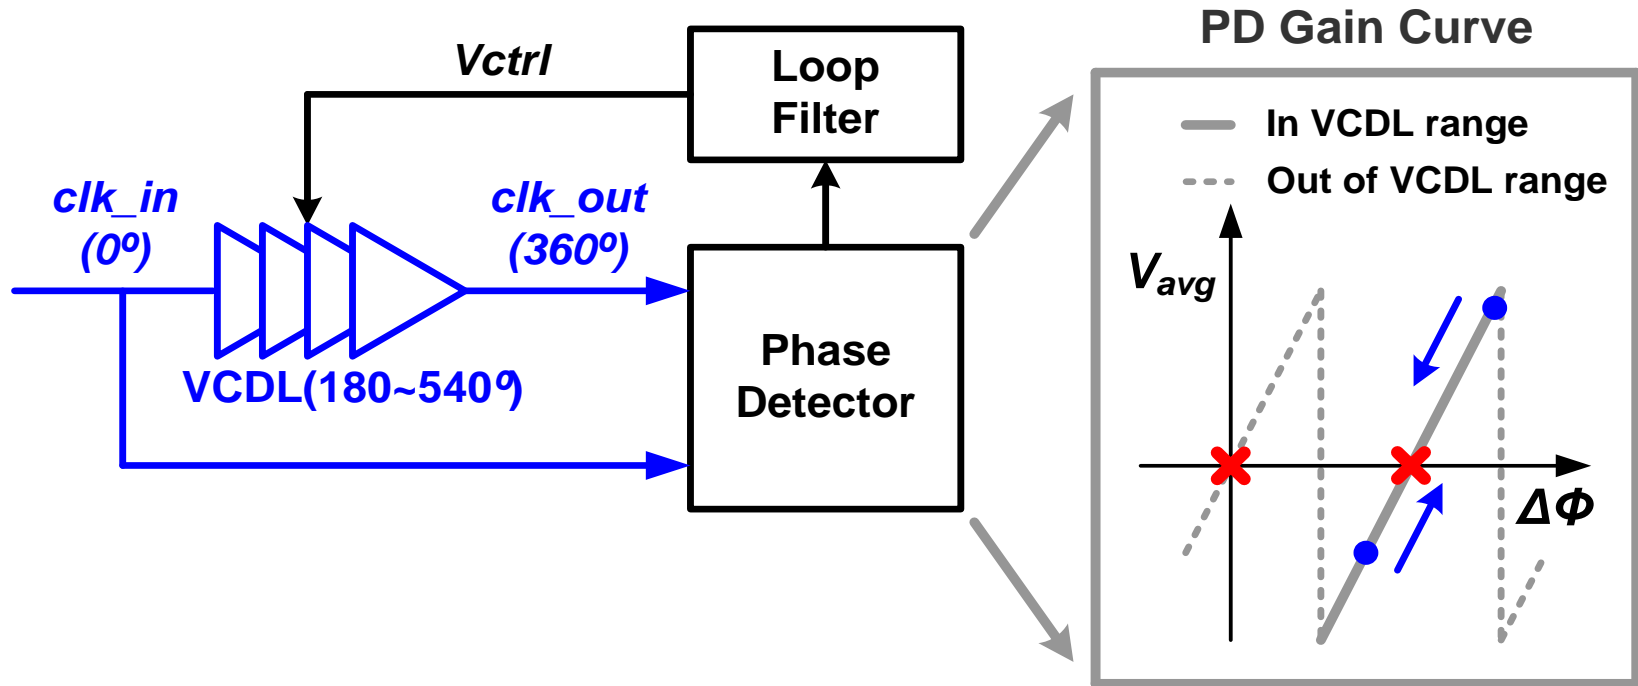 PD Gain Curve
Vctrl
Loop
Filter
In VCDL range
Out of VCDL range
clk_in
(0º)
clk_out
(360º)
VCDL(180~540º)
Phase
Detector
Vavg
ΔΦ